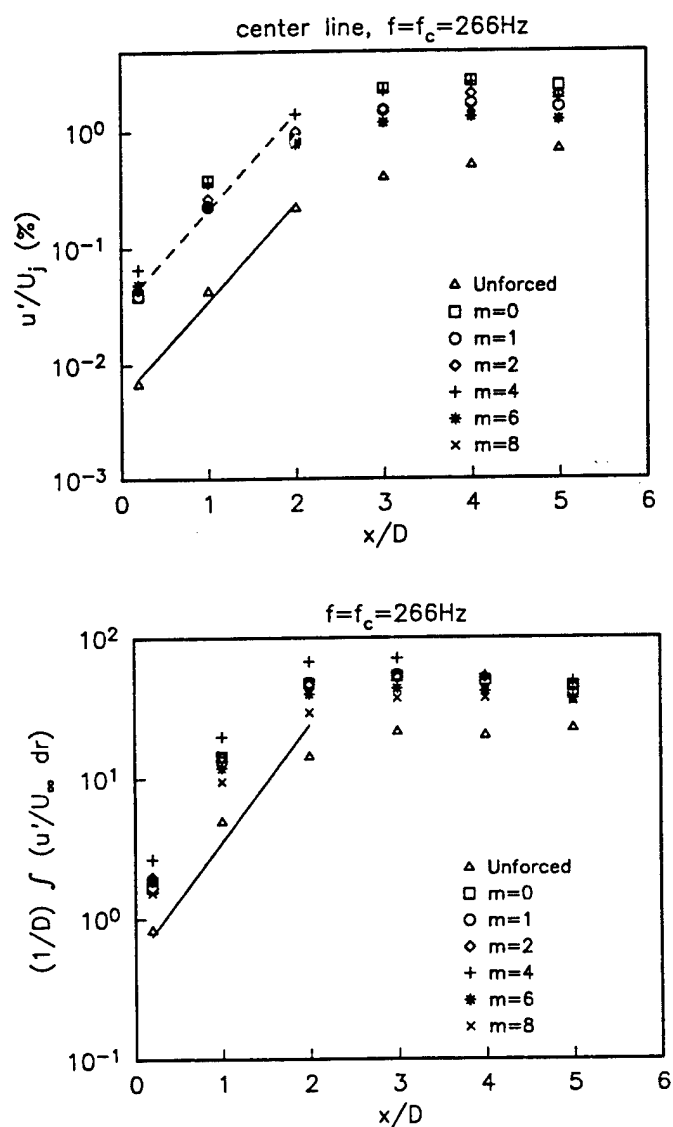 center line, f=f_c=266Hz
10^0
10^-1
10^-2
10^-3
u'/U_j (%)
△ Unforced
□ m=0
○ m=1
◇ m=2
+ m=4
* m=6
× m=8
0 1 2 3 4 5 6
x/D
f=f_c=266Hz
10^2
10^1
10^0
10^-1
(1/D) ∫ (u'/U_∞ dr)
△ Unforced
□ m=0
○ m=1
◇ m=2
+ m=4
* m=6
× m=8
0 1 2 3 4 5 6
x/D